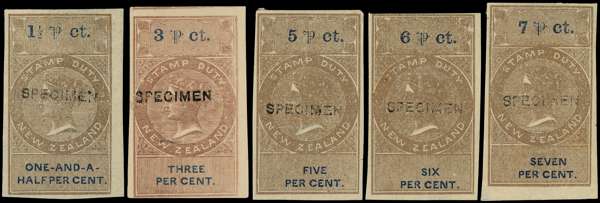 1½ ₱ ct.
STAMP DUTY
SPECIMEN
NEW ZEALAND
ONE-AND-A-
HALF PER CENT.
3 ₱ ct.
STAMP DUTY
SPECIMEN
NEW ZEALAND
THREE
PER CENT.
5 ₱ ct.
STAMP DUTY
SPECIMEN
NEW ZEALAND
FIVE
PER CENT.
6 ₱ ct.
STAMP DUTY
SPECIMEN
NEW ZEALAND
SIX
PER CENT.
7 ₱ ct.
STAMP DUTY
SPECIMEN
NEW ZEALAND
SEVEN
PER CENT.